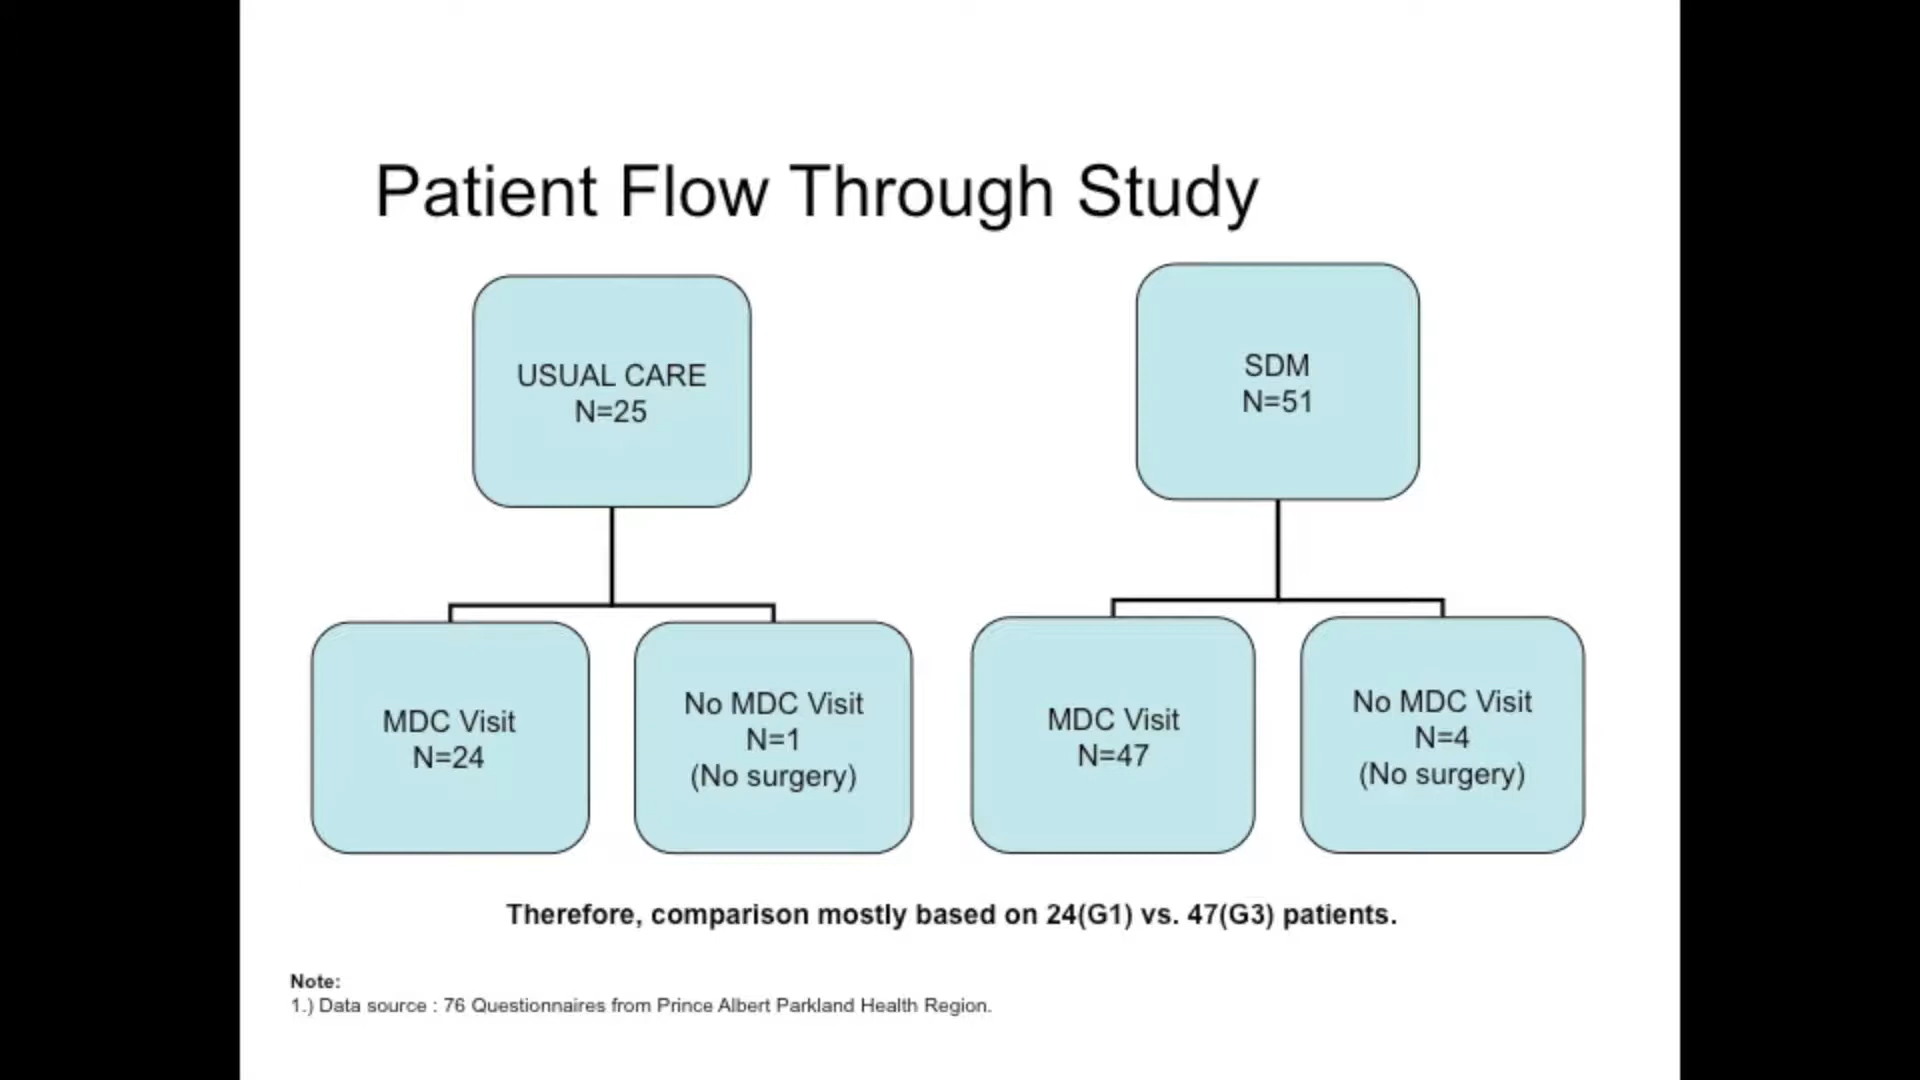 Patient Flow Through Study
USUAL CARE
N=25
SDM
N=51
MDC Visit
N=24
No MDC Visit
N=1
(No surgery)
MDC Visit
N=47
No MDC Visit
N=4
(No surgery)
Therefore, comparison mostly based on 24(G1) vs. 47(G3) patients.
Note:
1.) Data source : 76 Questionnaires from Prince Albert Parkland Health Region.